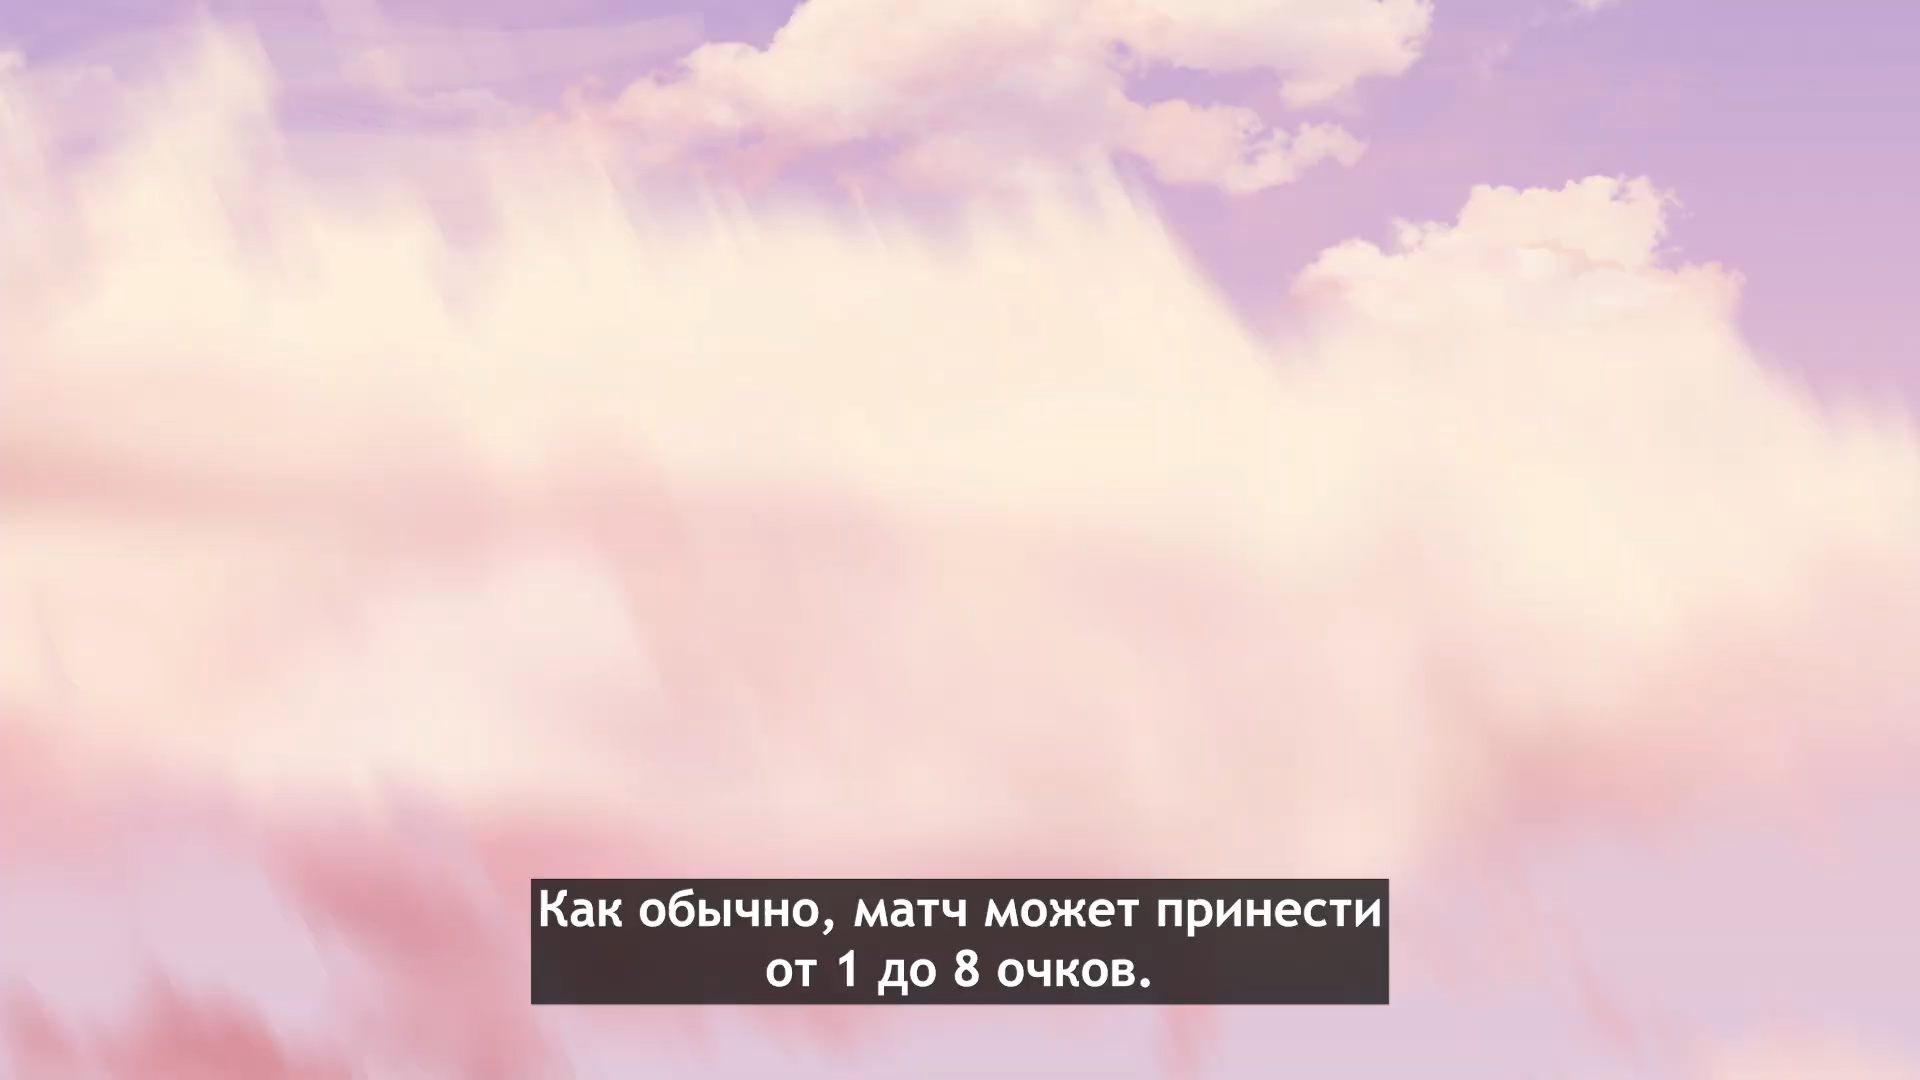 Как обычно, матч может принести
от 1 до 8 очков.